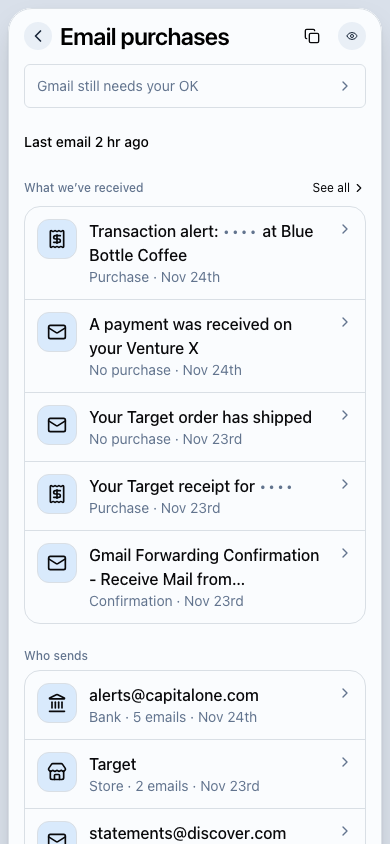 Email purchases
Gmail still needs your OK
Last email 2 hr ago
What we've received
See all
Transaction alert: •••• at Blue
Bottle Coffee
Purchase · Nov 24th
A payment was received on
your Venture X
No purchase · Nov 24th
Your Target order has shipped
No purchase · Nov 23rd
Your Target receipt for ••••
Purchase · Nov 23rd
Gmail Forwarding Confirmation
- Receive Mail from...
Confirmation · Nov 23rd
Who sends
alerts@capitalone.com
Bank · 5 emails · Nov 24th
Target
Store · 2 emails · Nov 23rd
statements@discover.com